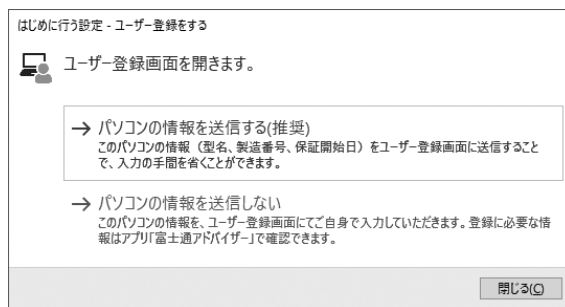 はじめに行う設定 - ユーザー登録をする
ユーザー登録画面を開きます。
→ パソコンの情報を送信する(推奨)
このパソコンの情報（型名、製造番号、保証開始日）をユーザー登録画面に送信すること
で、入力の手間を省くことができます。
→ パソコンの情報を送信しない
このパソコンの情報を、ユーザー登録画面にてご自身で入力していただきます。登録に必要な情
報はアプリ「富士通アドバイザー」で確認できます。
閉じる(C)